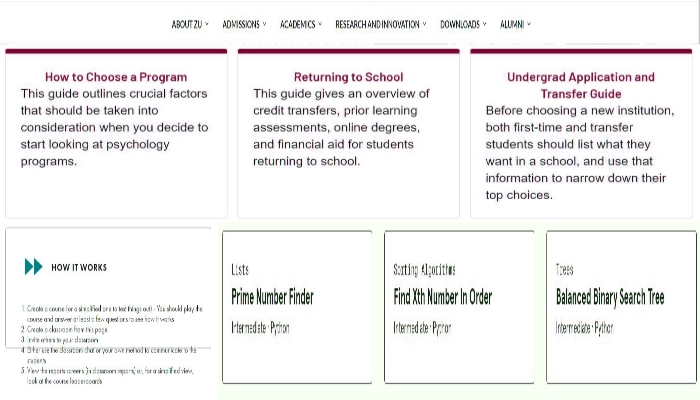 ABOUT ZU ADMISSIONS ACADEMICS RESEARCH AND INNOVATION DOWNLOADS ALUMNI
How to Choose a Program
This guide outlines crucial factors
that should be taken into
consideration when you decide to
start looking at psychology
programs.
Returning to School
This guide gives an overview of
credit transfers, prior learning
assessments, online degrees,
and financial aid for students
returning to school.
Undergrad Application and
Transfer Guide
Before choosing a new institution,
both first-time and transfer
students should list what they
want in a school, and use that
information to narrow down their
top choices.
HOW IT WORKS
1. Create a course (or a simplified one to test things out) - You should play the
course and answer at least a few questions to see how it works
2. Create a classroom from this page
3. Invite others to your classroom
4. Either use the classroom chat or your own method to communicate to the
students
5. View the reports screens (in classroom reports) or, for a simplified view,
look at the course leaderboards
Lists
Prime Number Finder
Intermediate · Python
Sorting Algorithms
Find Xth Number In Order
Intermediate · Python
Trees
Balanced Binary Search Tree
Intermediate · Python